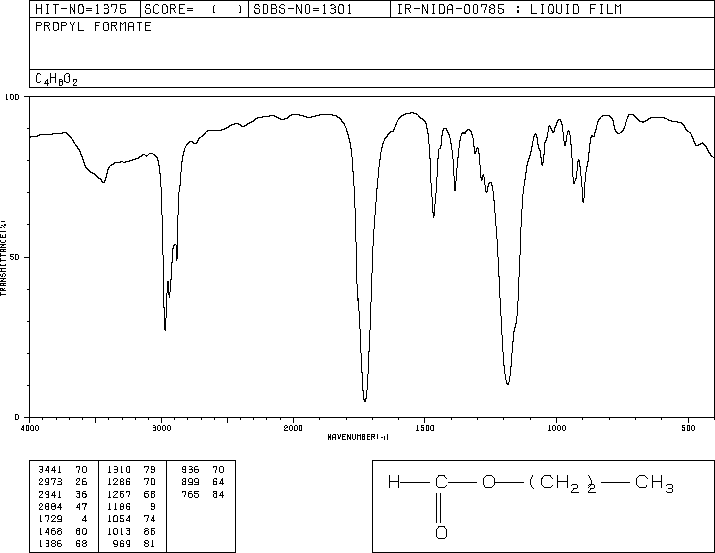 HIT-NO=1375 SCORE= ( ) SDBS-NO=1301 IR-NIDA-00785 : LIQUID FILM
PROPYL FORMATE
C4H8O2
100
50
0
TRANSMITTANCE(%)
4000 3000 2000 1500 1000 500
WAVENUMBER(-1)
3441 70 1310 79 936 70
2973 26 1286 70 899 64
2941 36 1267 68 765 84
2884 47 1186 9
1729 4 1054 74
1468 60 1013 86
1386 68 969 81
H C O (CH2)2 CH3
O